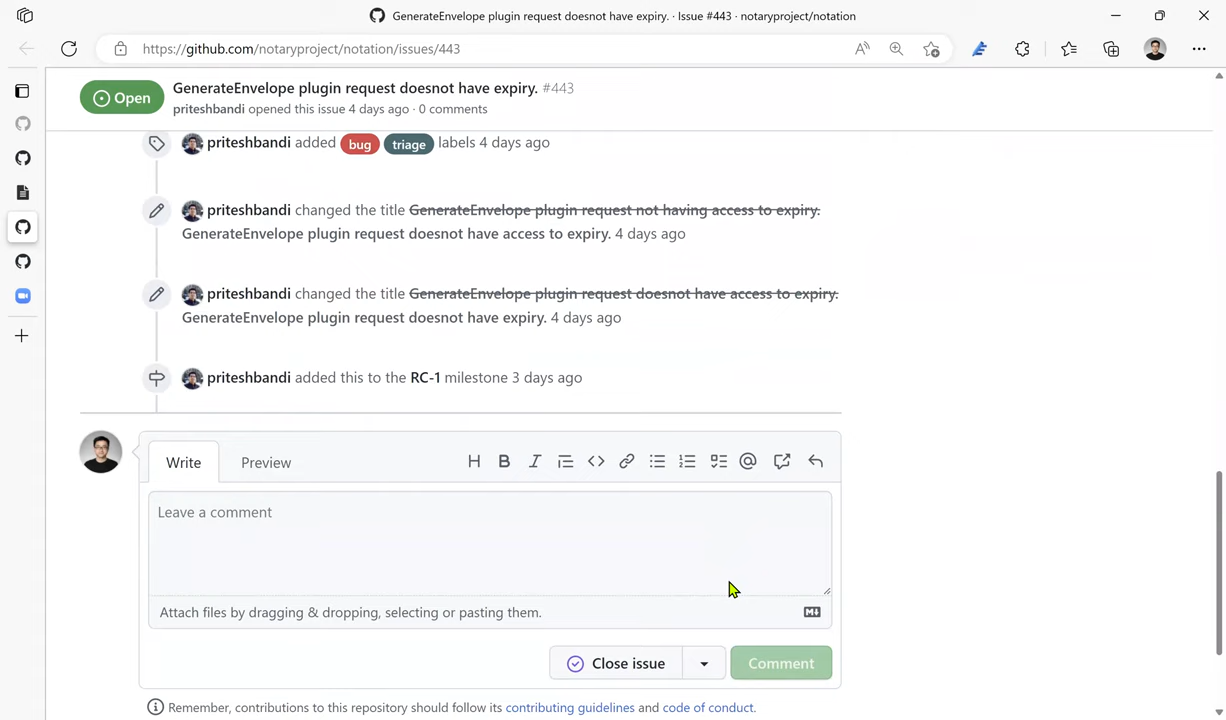 GenerateEnvelope plugin request doesnot have expiry. · Issue #443 · notaryproject/notation
https://github.com/notaryproject/notation/issues/443
Open
GenerateEnvelope plugin request doesnot have expiry. #443
priteshbandi opened this issue 4 days ago · 0 comments
priteshbandi added bug triage labels 4 days ago
priteshbandi changed the title GenerateEnvelope plugin request not having access to expiry.
GenerateEnvelope plugin request doesnot have access to expiry. 4 days ago
priteshbandi changed the title GenerateEnvelope plugin request doesnot have access to expiry.
GenerateEnvelope plugin request doesnot have expiry. 4 days ago
priteshbandi added this to the RC-1 milestone 3 days ago
Write Preview
Leave a comment
Attach files by dragging & dropping, selecting or pasting them.
Close issue Comment
Remember, contributions to this repository should follow its contributing guidelines and code of conduct.